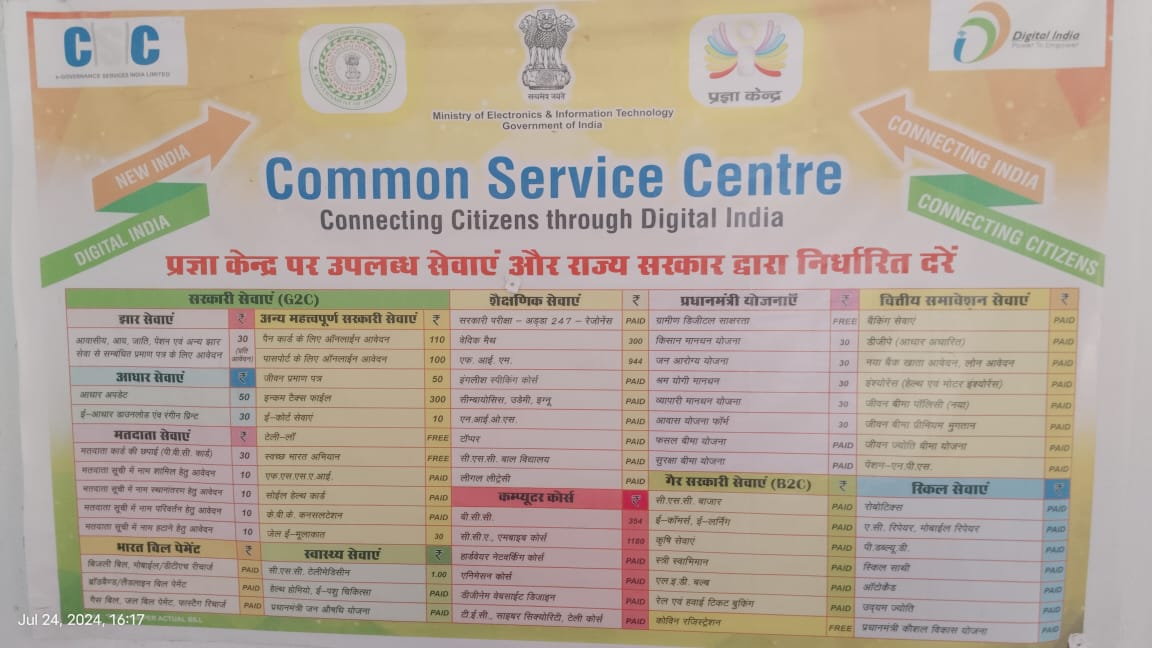 CSC
e-GOVERNANCE SERVICES INDIA LIMITED
सत्यमेव जयते
Ministry of Electronics & Information Technology
Government of India
प्रज्ञा केन्द्र
Digital India
Power To Empower
NEW INDIA
DIGITAL INDIA
CONNECTING INDIA
CONNECTING CITIZENS
Common Service Centre
Connecting Citizens through Digital India
प्रज्ञा केन्द्र पर उपलब्ध सेवाएं और राज्य सरकार द्वारा निर्धारित दरें
सरकारी सेवाएं (G2C)
झार सेवाएं ₹
आवासीय, आय, जाति, पेंशन एवं अन्य झार
सेवा से सम्बंधित प्रमाण पत्र के लिए आवेदन 30 (प्रति आवेदन)
आधार सेवाएं ₹
आधार अपडेट 50
ई-आधार डाउनलोड एंव रंगीन प्रिन्ट 30
मतदाता सेवाएं ₹
मतदाता कार्ड की छपाई (पी.वी.सी. कार्ड) 30
मतदाता सूची में नाम शामिल हेतु आवेदन 10
मतदाता सूची में नाम स्थानंतरण हेतु आवेदन 10
मतदाता सूची में नाम परिवर्तन हेतु आवेदन 10
मतदाता सूची में नाम हटाने हेतु आवेदन 10
भारत बिल पेमेंट ₹
बिजली बिल, मोबाईल/डीटीएच रीचार्ज PAID
ब्रॉडबैण्ड/लैंडलाइन बिल पेमेंट PAID
गैस बिल, जल बिल पेमेंट, फास्टैग रिचार्ज PAID
PER ACTUAL BILL
अन्य महत्वपूर्ण सरकारी सेवाएं ₹
पैन कार्ड के लिए ऑनलाईन आवेदन 110
पासपोर्ट के लिए ऑनलाईन आवेदन 100
जीवन प्रमाण पत्र 50
इन्कम टैक्स फाईल 300
ई-कोर्ट सेवाएं 10
टेली-लॉ FREE
स्वच्छ भारत अभियान FREE
एफ.एस.एस.ए.आई. PAID
सोईल हेल्थ कार्ड PAID
के.वी.के. कनसलटेशन PAID
जेल ई-मूलाकात 30
स्वास्थ्य सेवाएं ₹
सी.एस.सी. टेलीमेडिसीन 1.00
हेल्थ होमियो, ई-पशु चिकित्सा PAID
प्रधानमंत्री जन औषधि योजना PAID
शैक्षणिक सेवाएं ₹
सरकारी परीक्षा - अड्डा 247 - रेजोनेंस PAID
वेदिक मैथ 300
एफ. आई. एम. 944
इंगलीश स्पीकिंग कोर्स PAID
सीम्बायोसिस, उडेमी, इग्नू PAID
एन.आई.ओ.एस. PAID
टॉप्पर PAID
सी.एस.सी. बाल विद्यालय PAID
लीगल लीट्रेसी PAID
कम्प्यूटर कोर्स ₹
बी.सी.सी. 354
सी.सी.ए., एमबाइब कोर्स 1180
हार्डवेयर नेटवर्किंग कोर्स PAID
एनिमेसन कोर्स PAID
डीजीनेम वेबसाईट डिजाइन PAID
टी.ई.सी., साइबर सिक्योरिटी, टेली कोर्स PAID
प्रधानमंत्री योजनाएँ ₹
ग्रामीण डिजीटल साक्षरता FREE
किसान मानधन योजना 30
जन आरोग्य योजना 30
श्रम योगी मानधन 30
व्यापारी मानधन योजना 30
आवास योजना फॉर्म 30
फसल बीमा योजना PAID
सुरक्षा बीमा योजना PAID
गैर सरकारी सेवाएं (B2C) ₹
सी.एस.सी. बाजार PAID
ई-कॉमर्स, ई-लर्निंग PAID
कृषि सेवाएं PAID
स्त्री स्वाभिमान PAID
एल.इ.डी. बल्ब PAID
रेल एवं हवाई टिकट बुकिंग PAID
कोविन रजिस्ट्रेशन FREE
वित्तीय समावेशन सेवाएं ₹
बैंकिंग सेवाएं PAID
डीजीपे (आधार अधारित) PAID
नया बैंक खाता आवेदन, लोन आवेदन PAID
इंश्योरेंस (हेल्थ एवं मोटर इंश्योरेंस) PAID
जीवन बीमा पॉलिसी (नया) PAID
जीवन बीमा प्रीमियम भुगतान PAID
जीवन ज्योति बीमा योजना PAID
पेंशन-एन.पी.एस. PAID
स्किल सेवाएं ₹
रोबोटिक्स PAID
ए.सी. रिपेयर, मोबाईल रिपेयर PAID
पी.डब्ल्यू.डी. PAID
स्किल साथी PAID
ऑटोकैड PAID
उद्यम ज्योति PAID
प्रधानमंत्री कौशल विकास योजना PAID
Jul 24, 2024, 16:17